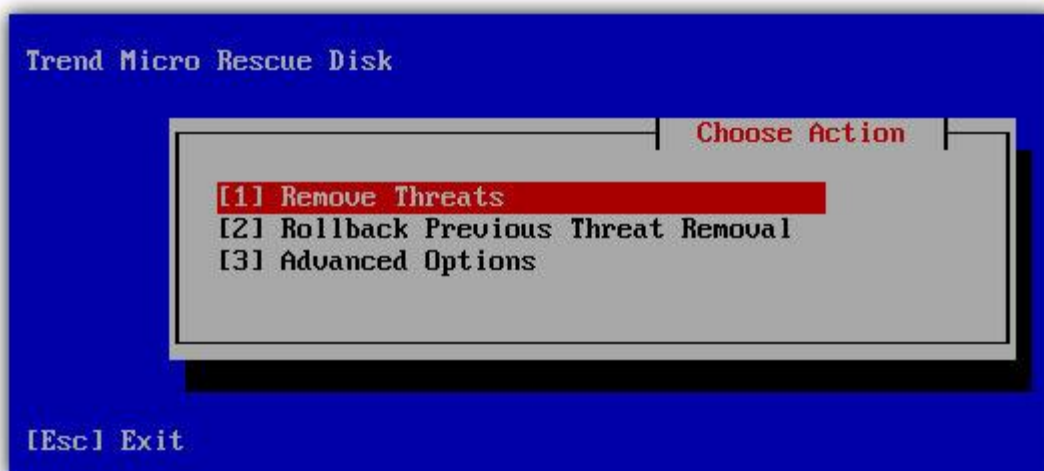 Trend Micro Rescue Disk
Choose Action
[1] Remove Threats
[2] Rollback Previous Threat Removal
[3] Advanced Options
[Esc] Exit